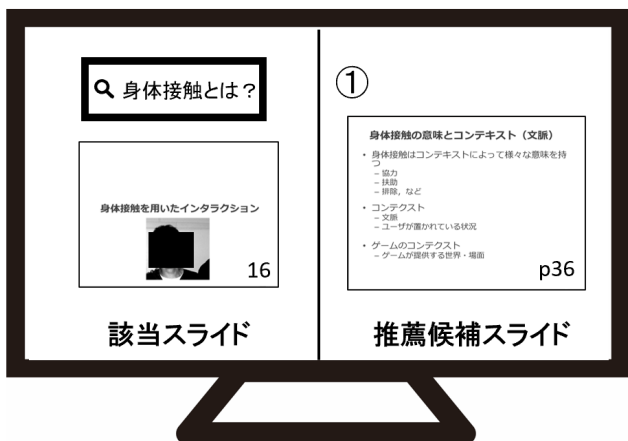 身体接触とは？
身体接触を用いたインタラクション
16
該当スライド
①
身体接触の意味とコンテキスト（文脈）
• 身体接触はコンテキストによって様々な意味を持
つ
– 協力
– 扶助
– 排除，など
• コンテクスト
– 文脈
– ユーザが置かれている状況
• ゲームのコンテクスト
– ゲームが提供する世界・場面
p36
推薦候補スライド